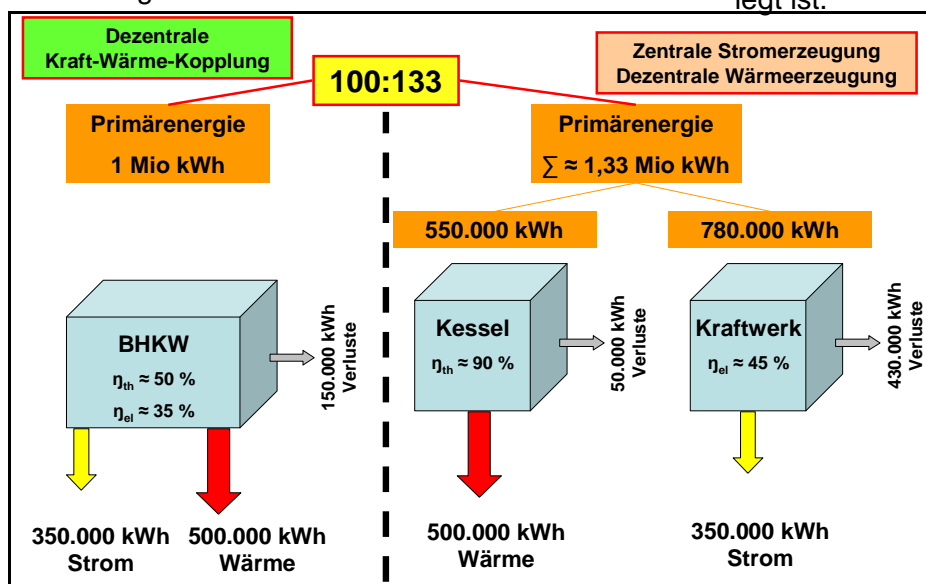 legt ist.
Dezentrale
Kraft-Wärme-Kopplung
100:133
Zentrale Stromerzeugung
Dezentrale Wärmeerzeugung
Primärenergie
1 Mio kWh
Primärenergie
∑ ≈ 1,33 Mio kWh
550.000 kWh
780.000 kWh
BHKW
ηth ≈ 50 %
ηel ≈ 35 %
150.000 kWh
Verluste
Kessel
ηth ≈ 90 %
50.000 kWh
Verluste
Kraftwerk
ηel ≈ 45 %
430.000 kWh
Verluste
350.000 kWh
Strom
500.000 kWh
Wärme
500.000 kWh
Wärme
350.000 kWh
Strom